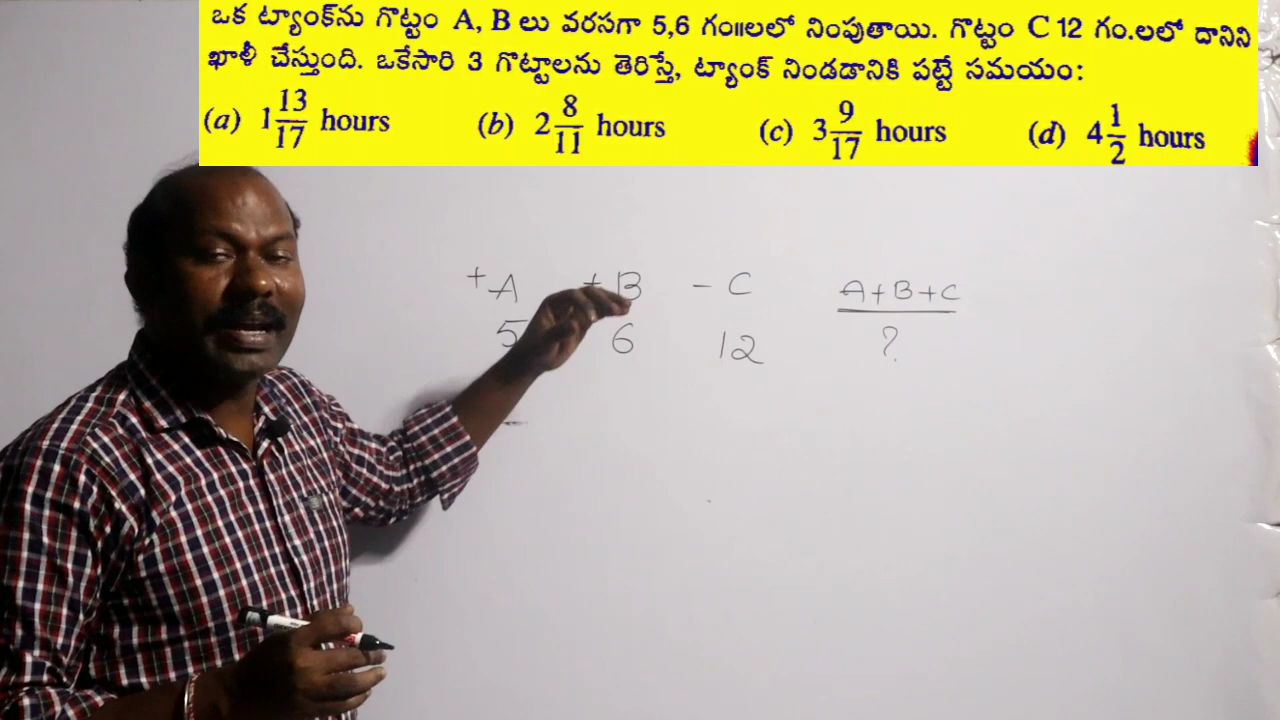 ఒక ట్యాంక్‌ను గొట్టం A, B లు వరసగా 5,6 గం॥లలో నింపుతాయి. గొట్టం C 12 గం.లలో దానిని
ఖాళీ చేస్తుంది. ఒకేసారి 3 గొట్టాలను తెరిస్తే, ట్యాంక్ నిండడానికి పట్టే సమయం:
(a) 1 13/17 hours (b) 2 8/11 hours (c) 3 9/17 hours (d) 4 1/2 hours
+ A + B - C A+B+C
5 6 12 ?